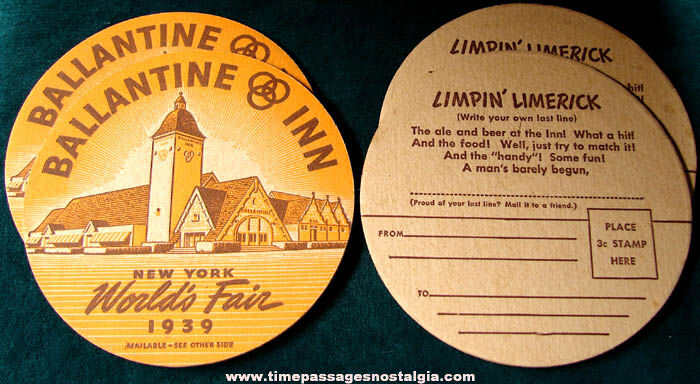 BALLANTINE
BALLANTINE INN
BALLANTINE
NEW YORK
World's Fair
1939
MAILABLE - SEE OTHER SIDE
LIMPIN' LIMERICK
hit!
it!
LIMPIN' LIMERICK
(Write your own last line)
The ale and beer at the Inn! What a hit!
And the food! Well, just try to match it!
And the "handy"! Some fun!
A man's barely begun,
(Proud of your last line? Mail it to a friend.)
FROM
PLACE
3c STAMP
HERE
TO
www.timepassagesnostalgia.com